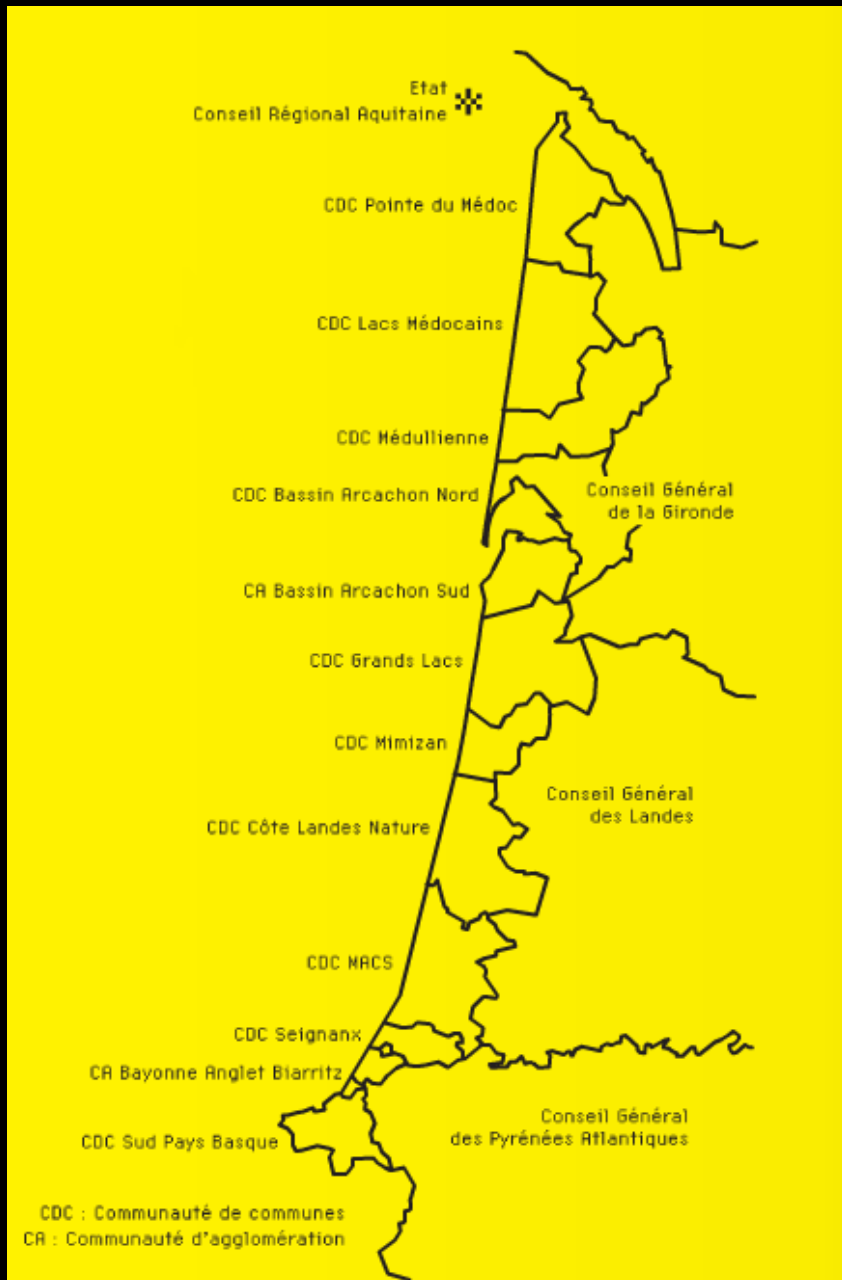 Etat
Conseil Régional Aquitaine
CDC Pointe du Médoc
CDC Lacs Médocains
CDC Médullienne
CDC Bassin Arcachon Nord
Conseil Général
de la Gironde
CA Bassin Arcachon Sud
CDC Grands Lacs
CDC Mimizan
Conseil Général
des Landes
CDC Côte Landes Nature
CDC MACS
CDC Seignanx
CA Bayonne Anglet Biarritz
Conseil Général
des Pyrénées Atlantiques
CDC Sud Pays Basque
CDC : Communauté de communes
CA : Communauté d'agglomération